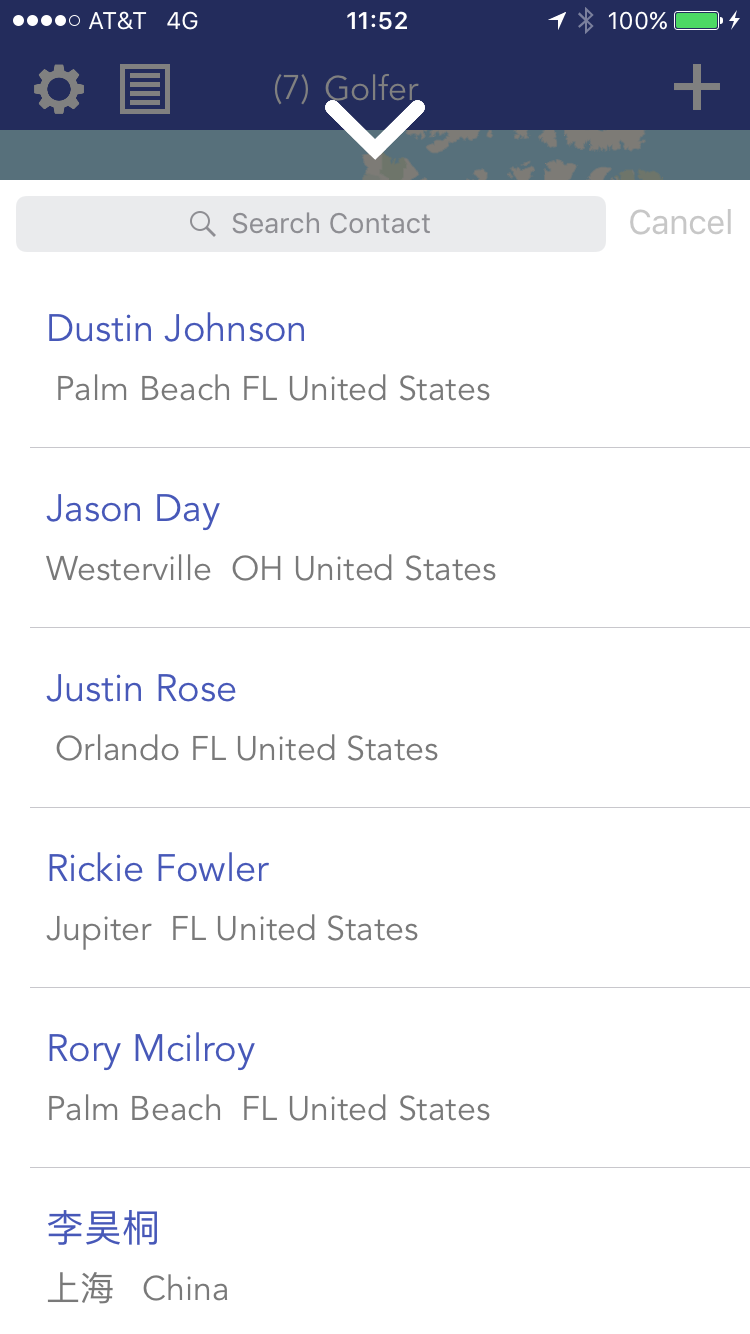 AT&T 4G 11:52 100%
(7) Golfer
Search Contact Cancel
Dustin Johnson
Palm Beach FL United States
Jason Day
Westerville OH United States
Justin Rose
Orlando FL United States
Rickie Fowler
Jupiter FL United States
Rory Mcilroy
Palm Beach FL United States
李昊桐
上海 China